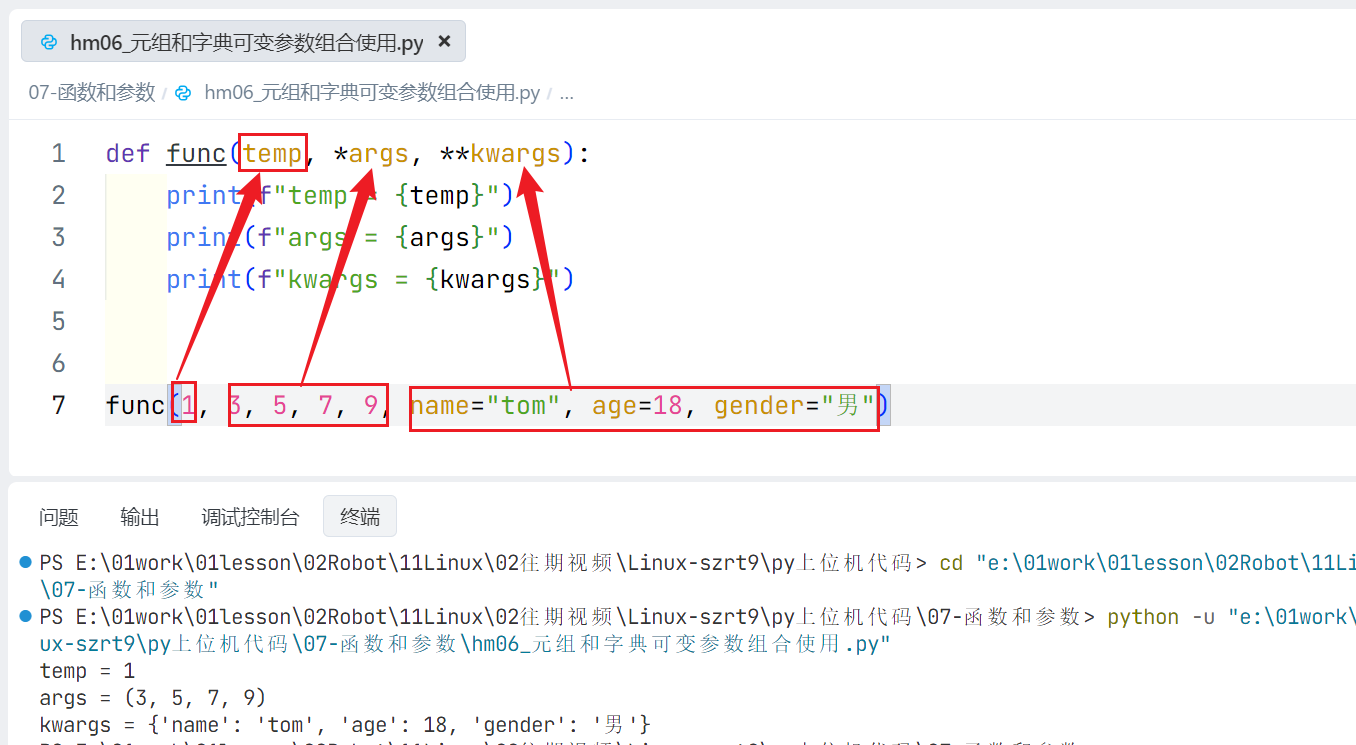 hm06_元组和字典可变参数组合使用.py ×
07-函数和参数 / hm06_元组和字典可变参数组合使用.py / ...
1 def func(temp, *args, **kwargs):
2 print(f"temp = {temp}")
3 print(f"args = {args}")
4 print(f"kwargs = {kwargs}")
5
6
7 func(1, 3, 5, 7, 9, name="tom", age=18, gender="男")
问题 输出 调试控制台 终端
PS E:\01work\01lesson\02Robot\11Linux\02往期视频\Linux-szrt9\py上位机代码> cd "e:\01work\01lesson\02Robot\11Li
\07-函数和参数"
PS E:\01work\01lesson\02Robot\11Linux\02往期视频\Linux-szrt9\py上位机代码\07-函数和参数> python -u "e:\01work\
ux-szrt9\py上位机代码\07-函数和参数\hm06_元组和字典可变参数组合使用.py"
temp = 1
args = (3, 5, 7, 9)
kwargs = {'name': 'tom', 'age': 18, 'gender': '男'}